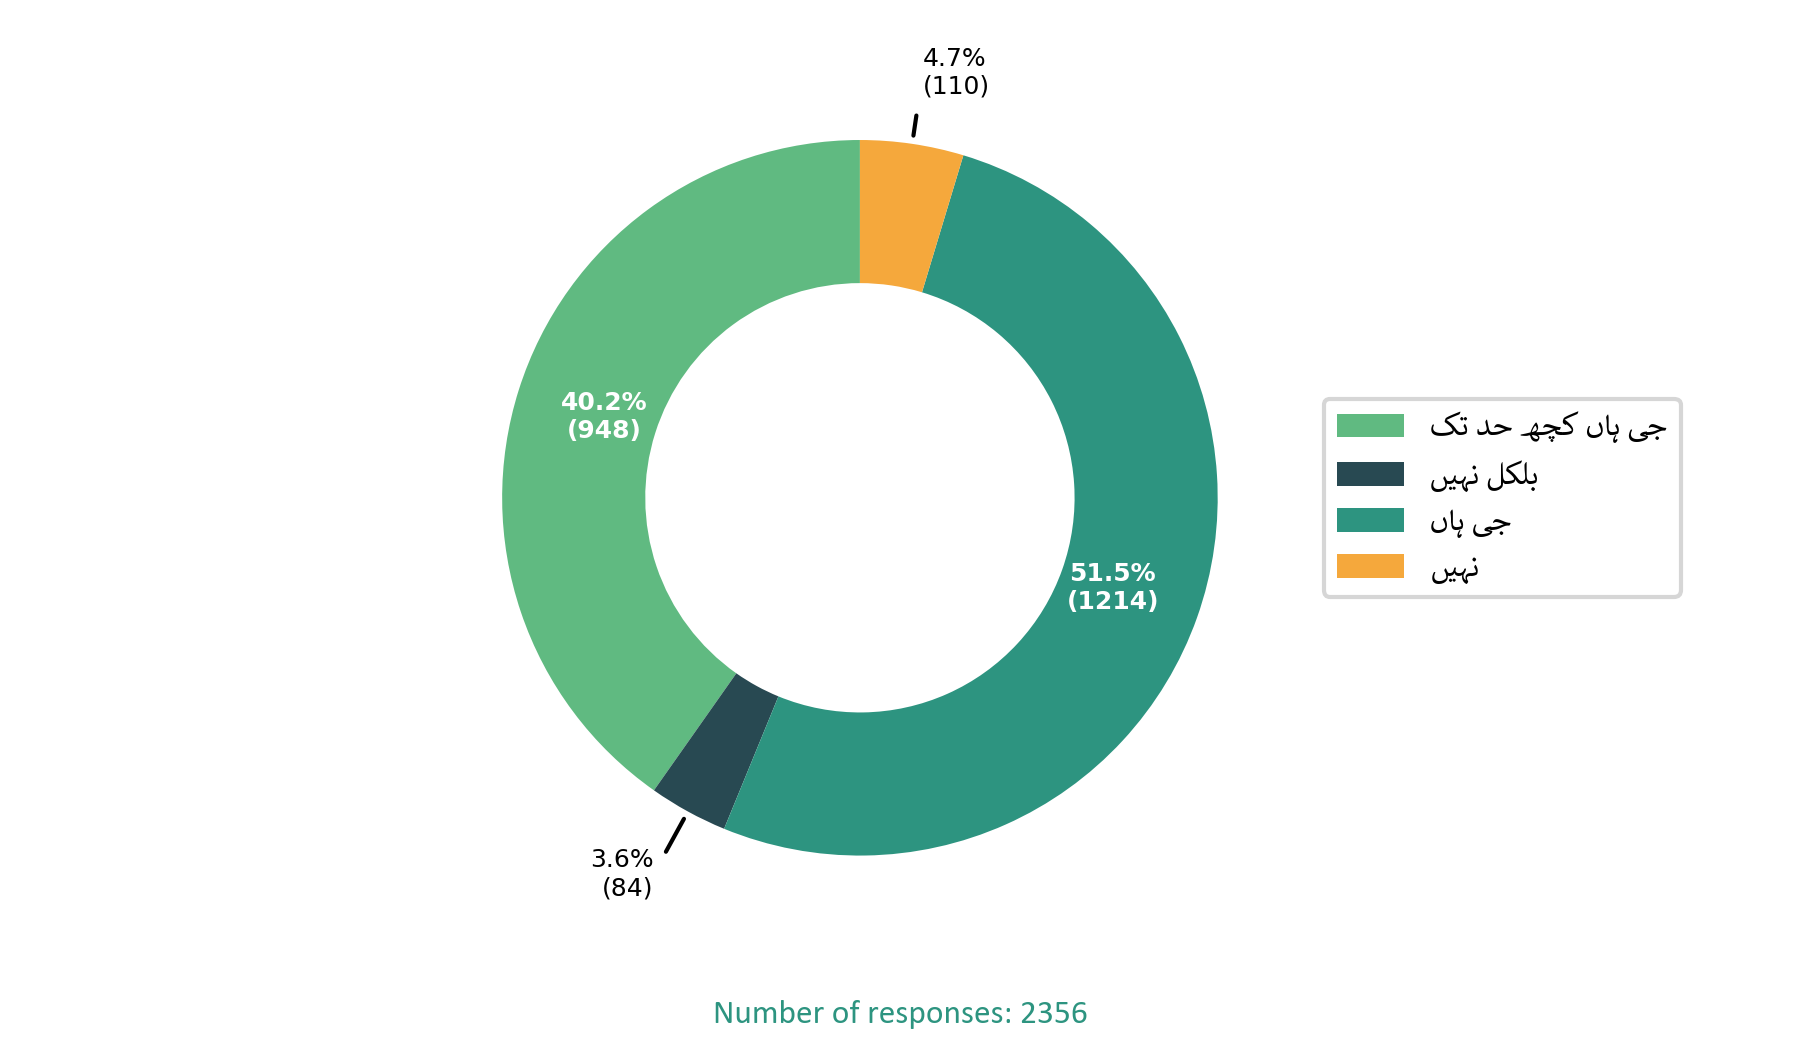 4.7%
(110)
40.2%
(948)
51.5%
(1214)
3.6%
(84)
جی ہاں کچھ حد تک
بلکل نہیں
جی ہاں
نہیں
Number of responses: 2356